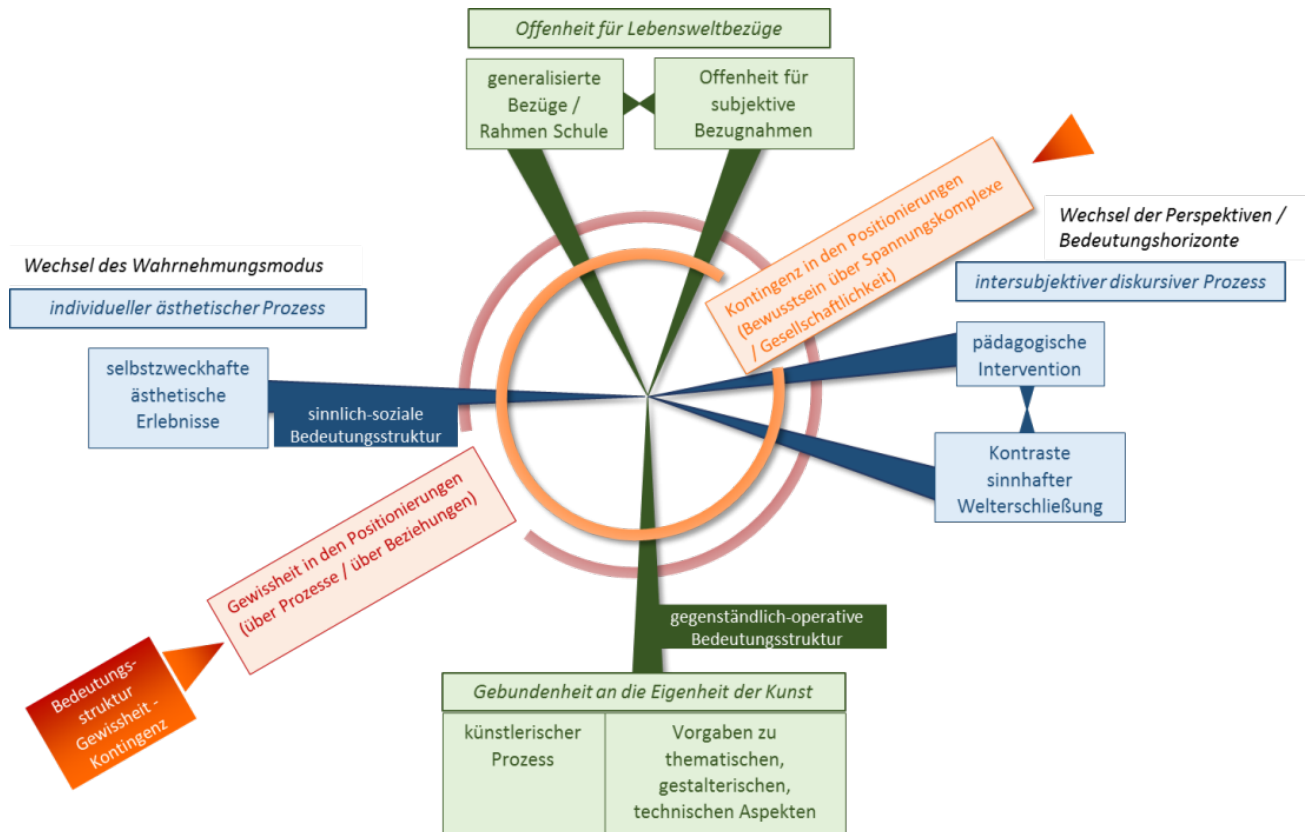 Offenheit für Lebensweltbezüge
generalisierte
Bezüge /
Rahmen Schule
Offenheit für
subjektive
Bezugnahmen
Kontingenz in den Positionierungen
(Bewusstsein über Spannungskomplexe
/ Gesellschaftlichkeit)
Wechsel der Perspektiven /
Bedeutungshorizonte
intersubjektiver diskursiver Prozess
Wechsel des Wahrnehmungsmodus
individueller ästhetischer Prozess
selbstzweckhafte
ästhetische
Erlebnisse
sinnlich-soziale
Bedeutungsstruktur
pädagogische
Intervention
Kontraste
sinnhafter
Welterschließung
Gewissheit in den Positionierungen
(über Prozesse / über Beziehungen)
Bedeutungs-
struktur
Gewissheit -
Kontingenz
gegenständlich-operative
Bedeutungsstruktur
Gebundenheit an die Eigenheit der Kunst
künstlerischer
Prozess
Vorgaben zu
thematischen,
gestalterischen,
technischen Aspekten